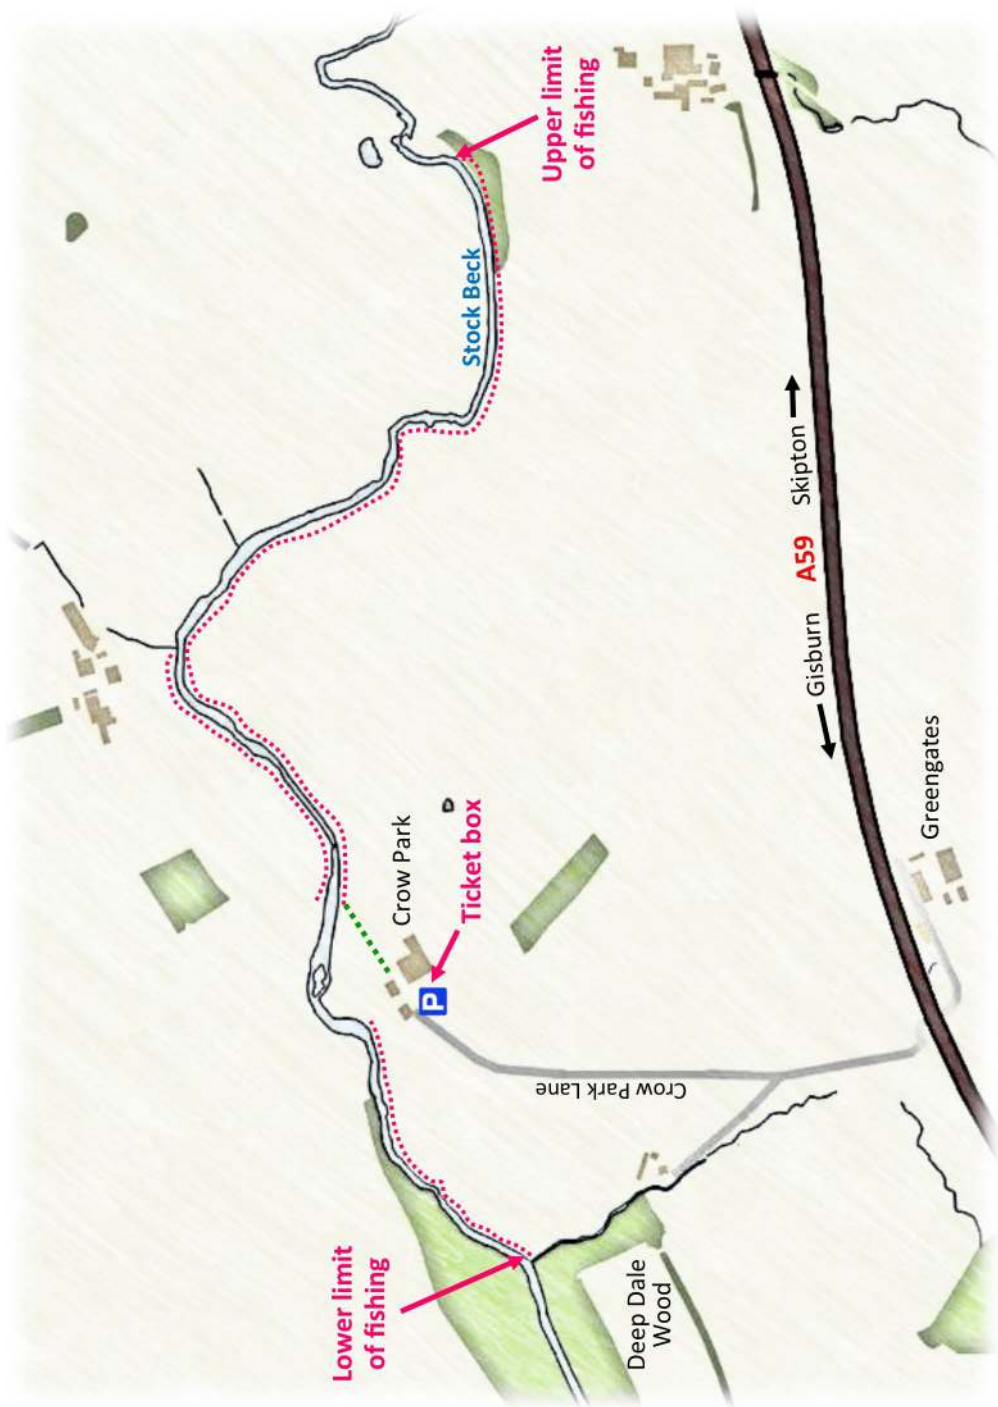 Upper limit
of fishing
Stock Beck
Skipton
A59
Gisburn
Greengates
Crow Park
Ticket box
P
Crow Park Lane
Lower limit
of fishing
Deep Dale
Wood